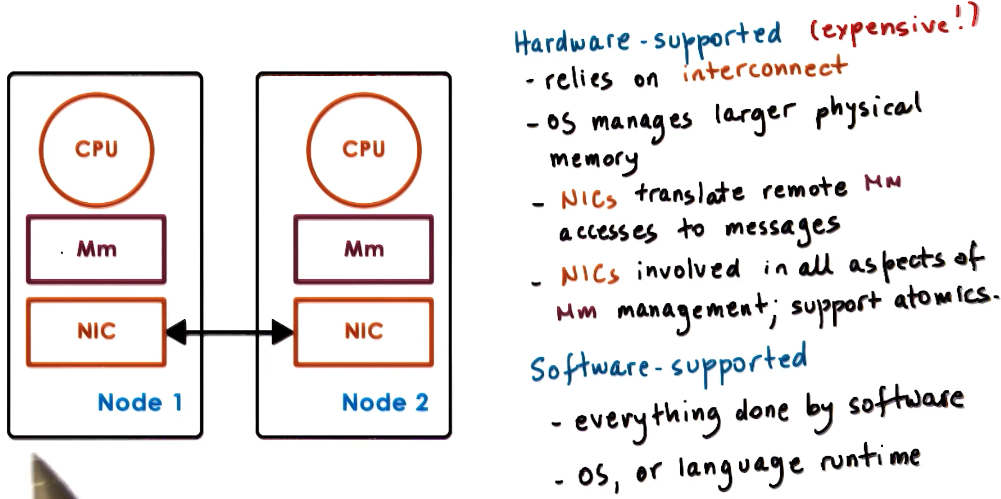 CPU
Mm
NIC
Node 1
CPU
Mm
NIC
Node 2
Hardware-supported (expensive!)
- relies on interconnect
- OS manages larger physical
memory
- NICs translate remote Mm
accesses to messages
- NICs involved in all aspects of
Mm management; support atomics.
Software-supported
- everything done by software
- OS, or language runtime